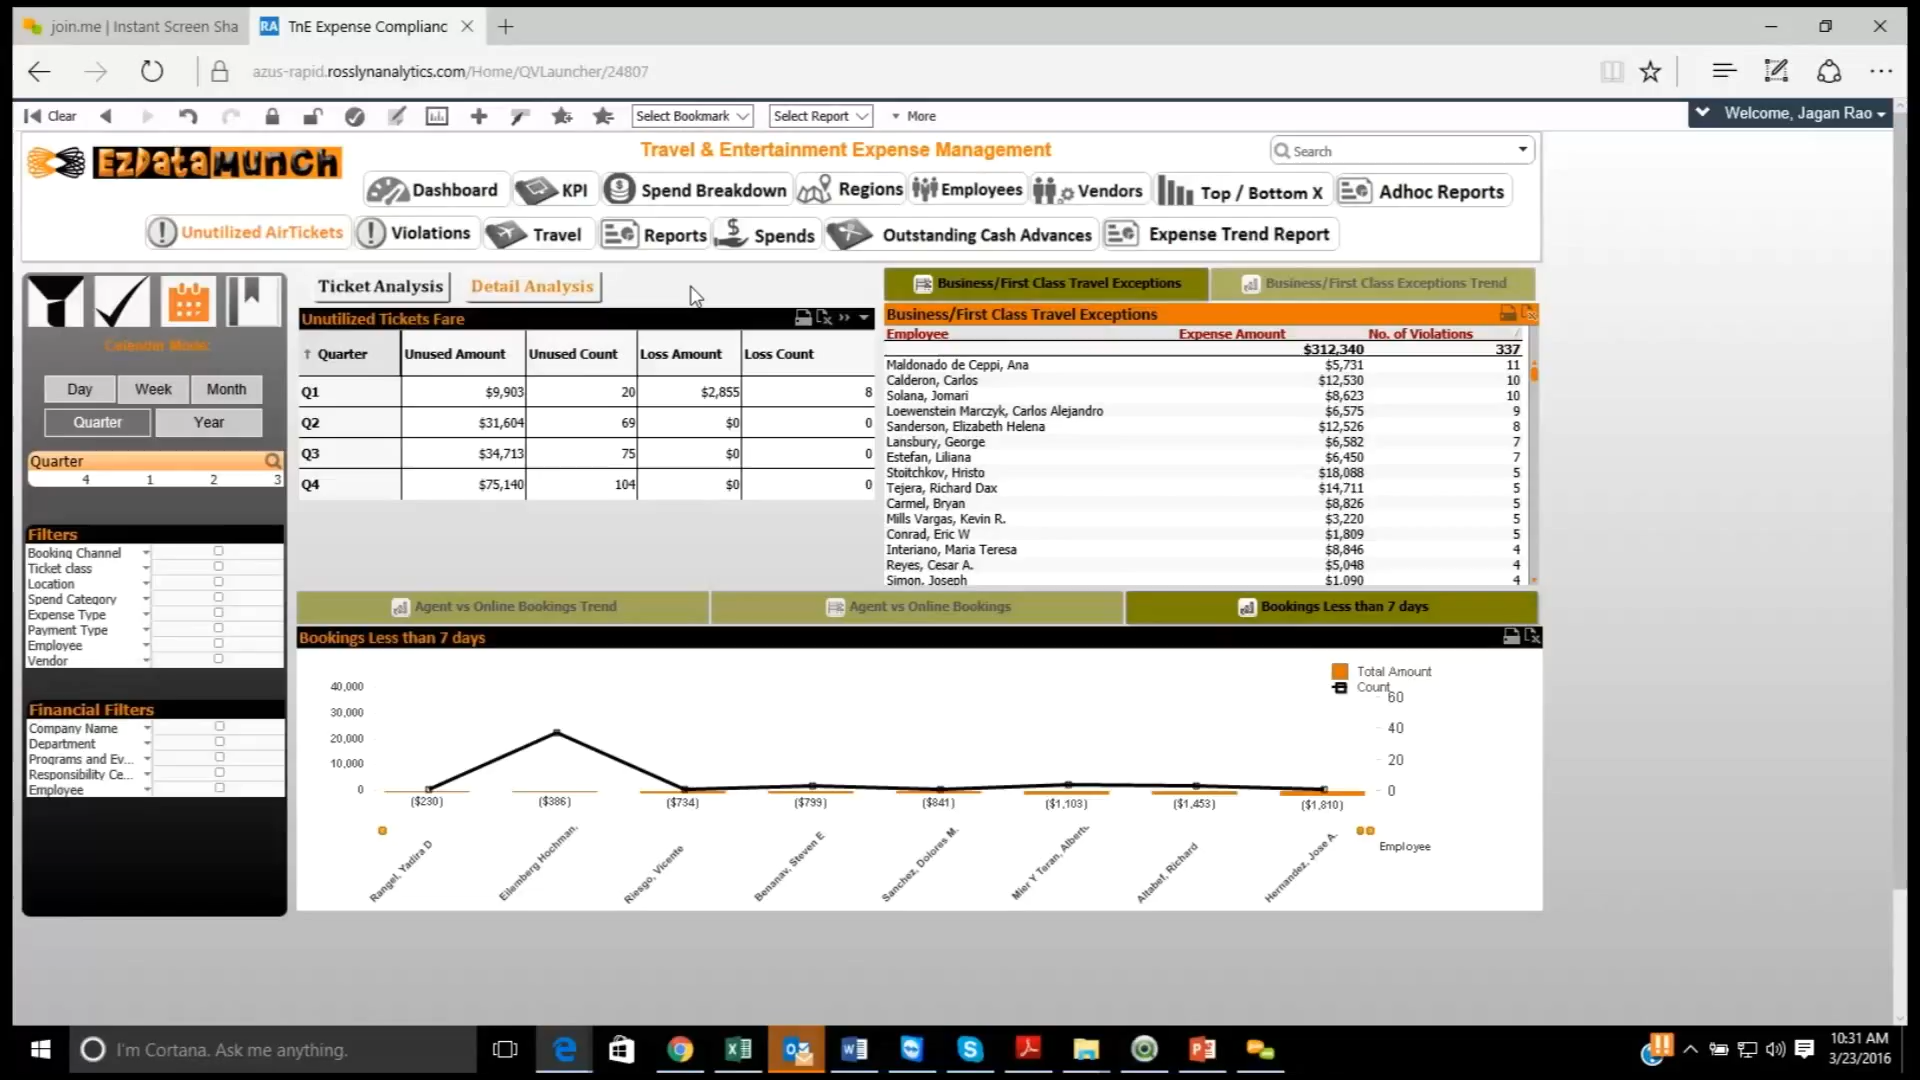 join.me | Instant Screen Sha
RA TnE Expense Complianc
azus-rapid.rosslynanalytics.com/Home/QVLauncher/24807
Clear
Select Bookmark
Select Report
More
Welcome, Jagan Rao
EzDataMunch
Travel & Entertainment Expense Management
Search
Dashboard
KPI
Spend Breakdown
Regions
Employees
Vendors
Top / Bottom X
Adhoc Reports
Unutilized AirTickets
Violations
Travel
Reports
Spends
Outstanding Cash Advances
Expense Trend Report
Calendar Mode:
Day Week Month
Quarter Year
Quarter
4 1 2 3
Filters
Booking Channel
Ticket class
Location
Spend Category
Expense Type
Payment Type
Employee
Vendor
Financial Filters
Company Name
Department
Programs and Ev...
Responsibility Ce...
Employee
Ticket Analysis
Detail Analysis
Unutilized Tickets Fare
Quarter Unused Amount Unused Count Loss Amount Loss Count
Q1 $9,903 20 $2,855 8
Q2 $31,604 69 $0 0
Q3 $34,713 75 $0 0
Q4 $75,140 104 $0 0
Business/First Class Travel Exceptions
Business/First Class Exceptions Trend
Business/First Class Travel Exceptions
Employee Expense Amount No. of Violations
$312,340 337
Maldonado de Ceppi, Ana $5,731 11
Calderon, Carlos $12,530 10
Solana, Jomari $8,623 10
Loewenstein Marczyk, Carlos Alejandro $6,575 9
Sanderson, Elizabeth Helena $12,526 8
Lansbury, George $6,582 7
Estefan, Liliana $6,450 7
Stoitchkov, Hristo $18,088 5
Tejera, Richard Dax $14,711 5
Carmel, Bryan $8,826 5
Mills Vargas, Kevin R. $3,220 5
Conrad, Eric W $1,809 5
Interiano, Maria Teresa $8,846 4
Reyes, Cesar A. $5,048 4
Simon, Joseph $1,090 4
Agent vs Online Bookings Trend
Agent vs Online Bookings
Bookings Less than 7 days
Bookings Less than 7 days
Total Amount
Count
40,000
30,000
20,000
10,000
0
60
40
20
0
($230) ($386) ($734) ($799) ($841) ($1,103) ($1,453) ($1,810)
Rangel, Yadira D
Eilemberg Hochman,
Riesgo, Vicente
Benanav, Steven E
Sanchez, Dolores M.
Mier Y Teran, Alberto
Altabef, Richard
Hernandez, Jose A.
Employee
I'm Cortana. Ask me anything.
10:31 AM
3/23/2016